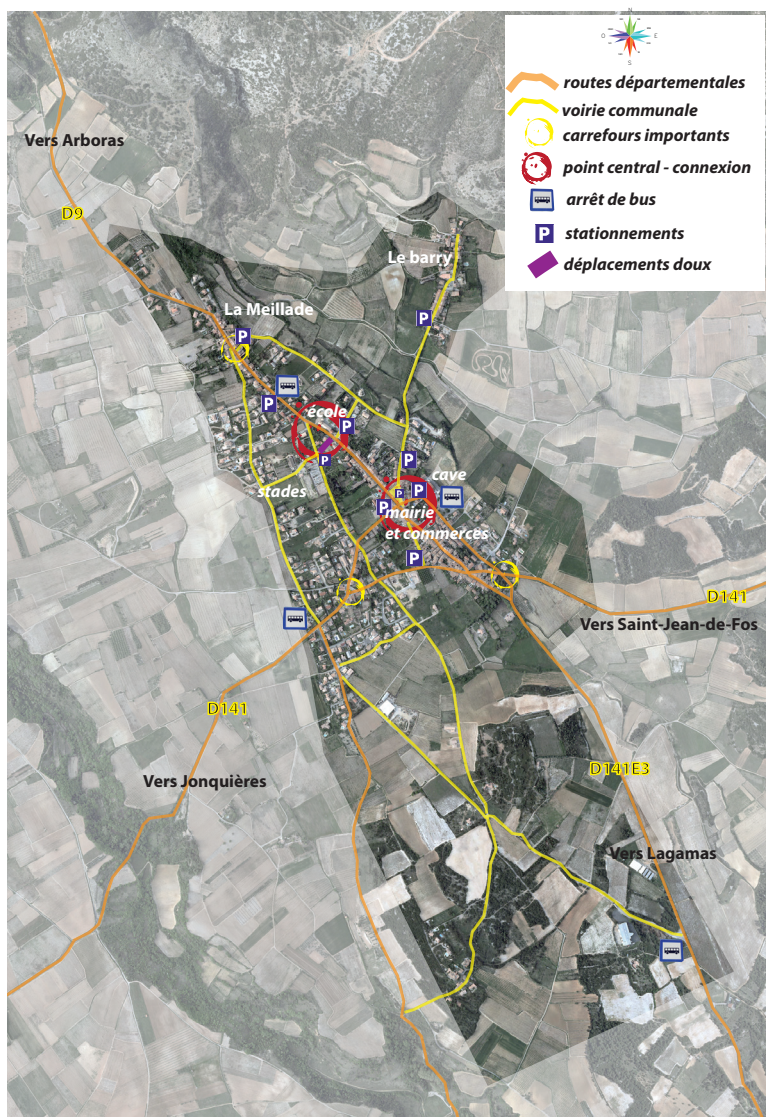 N
O
E
S
routes départementales
voirie communale
carrefours importants
point central - connexion
arrêt de bus
P
stationnements
déplacements doux
Vers Arboras
D9
Le barry
La Meillade
P
P
P
école
P
P
P
stades
cave
P
P
P
mairie
et commerces
P
D141
Vers Saint-Jean-de-Fos
D141
Vers Jonquières
D141E3
Vers Lagamas